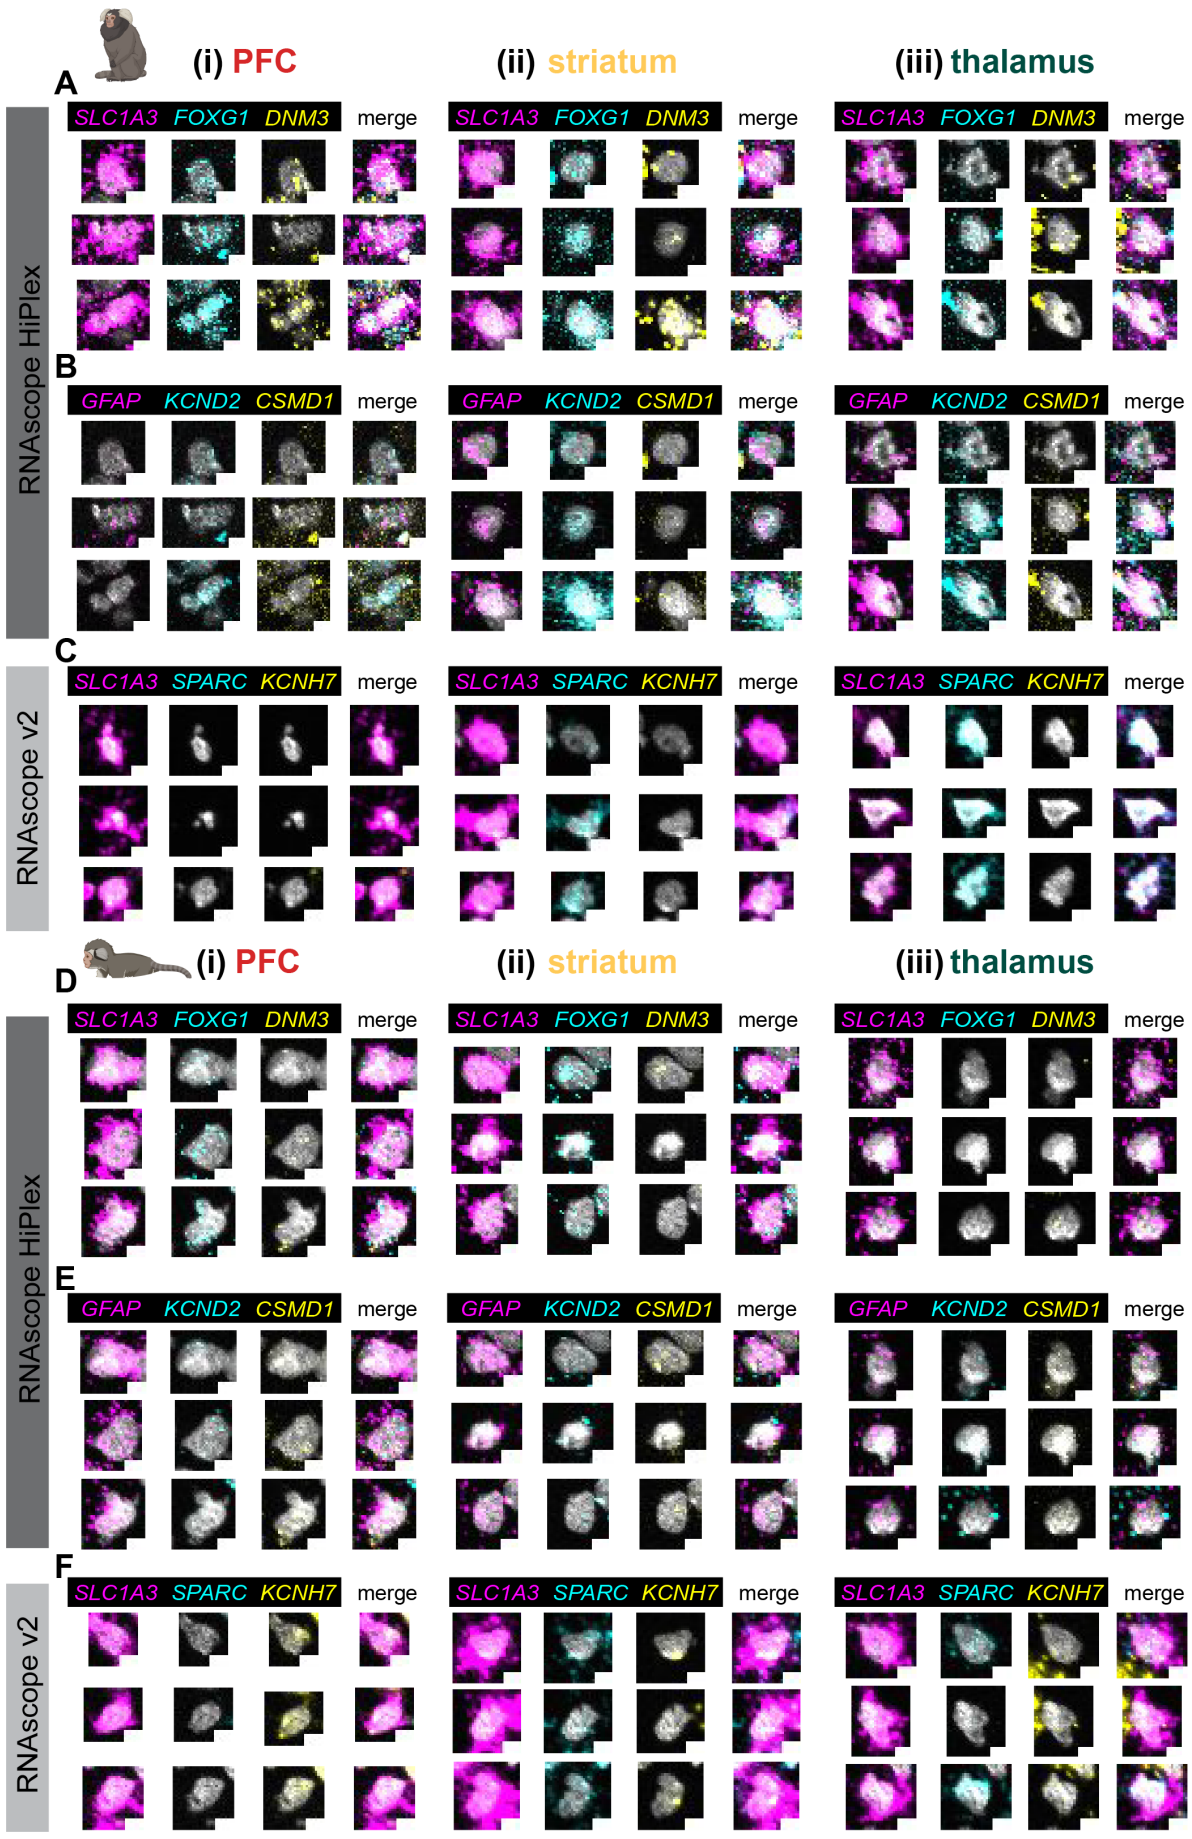 (i) PFC (ii) striatum (iii) thalamus
A
RNAscope HiPlex
SLC1A3 FOXG1 DNM3 merge SLC1A3 FOXG1 DNM3 merge SLC1A3 FOXG1 DNM3 merge
B
GFAP KCND2 CSMD1 merge GFAP KCND2 CSMD1 merge GFAP KCND2 CSMD1 merge
C
RNAscope v2
SLC1A3 SPARC KCNH7 merge SLC1A3 SPARC KCNH7 merge SLC1A3 SPARC KCNH7 merge
(i) PFC (ii) striatum (iii) thalamus
D
RNAscope HiPlex
SLC1A3 FOXG1 DNM3 merge SLC1A3 FOXG1 DNM3 merge SLC1A3 FOXG1 DNM3 merge
E
GFAP KCND2 CSMD1 merge GFAP KCND2 CSMD1 merge GFAP KCND2 CSMD1 merge
F
RNAscope v2
SLC1A3 SPARC KCNH7 merge SLC1A3 SPARC KCNH7 merge SLC1A3 SPARC KCNH7 merge